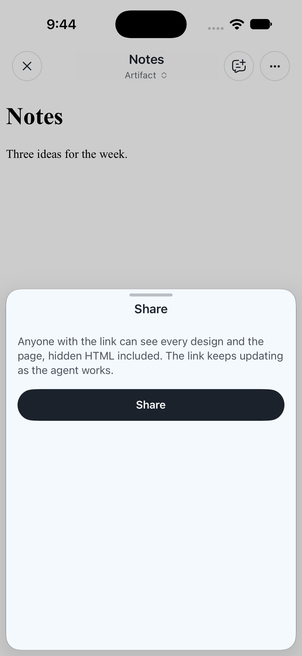 9:44
Notes
Artifact
Notes
Three ideas for the week.
Share
Anyone with the link can see every design and the
page, hidden HTML included. The link keeps updating
as the agent works.
Share